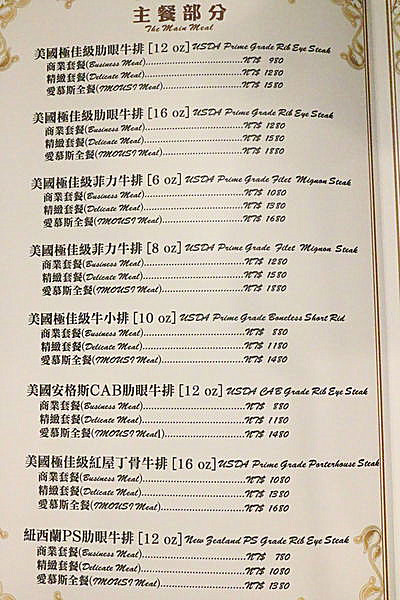 主餐部分
The Main Meal
美國極佳級肋眼牛排 [12 oz] USDA Prime Grade Rib Eye Steak
商業套餐(Business Meal)..........NT$ 980
精緻套餐(Delicate Meal)..........NT$ 1280
愛慕斯全餐(IMOUSI Meal)..........NT$ 1580
美國極佳級肋眼牛排 [16 oz] USDA Prime Grade Rib Eye Steak
商業套餐(Business Meal)..........NT$ 1280
精緻套餐(Delicate Meal)..........NT$ 1580
愛慕斯全餐(IMOUSI Meal)..........NT$ 1880
美國極佳級菲力牛排 [6 oz] USDA Prime Grade Filet Mignon Steak
商業套餐(Business Meal)..........NT$ 1080
精緻套餐(Delicate Meal)..........NT$ 1380
愛慕斯全餐(IMOUSI Meal)..........NT$ 1680
美國極佳級菲力牛排 [8 oz] USDA Prime Grade Filet Mignon Steak
商業套餐(Business Meal)..........NT$ 1280
精緻套餐(Delicate Meal)..........NT$ 1580
愛慕斯全餐(IMOUSI Meal)..........NT$ 1880
美國極佳級牛小排 [10 oz] USDA Prime Grade Boneless Short Rid
商業套餐(Business Meal)..........NT$ 880
精緻套餐(Delicate Meal)..........NT$ 1180
愛慕斯全餐(IMOUSI Meal)..........NT$ 1480
美國安格斯CAB肋眼牛排 [12 oz] USDA CAB Grade Rib Eye Steak
商業套餐(Business Meal)..........NT$ 880
精緻套餐(Delicate Meal)..........NT$ 1180
愛慕斯全餐(IMOUSI Meal)..........NT$ 1480
美國極佳級紅屋丁骨牛排 [16 oz] USDA Prime Grade Porterhouse Steak
商業套餐(Business Meal)..........NT$ 1080
精緻套餐(Delicate Meal)..........NT$ 1380
愛慕斯全餐(IMOUSI Meal)..........NT$ 1680
紐西蘭PS肋眼牛排 [12 oz] New Zealand PS Grade Rib Eye Steak
商業套餐(Business Meal)..........NT$ 780
精緻套餐(Delicate Meal)..........NT$ 1080
愛慕斯全餐(IMOUSI Meal)..........NT$ 1380